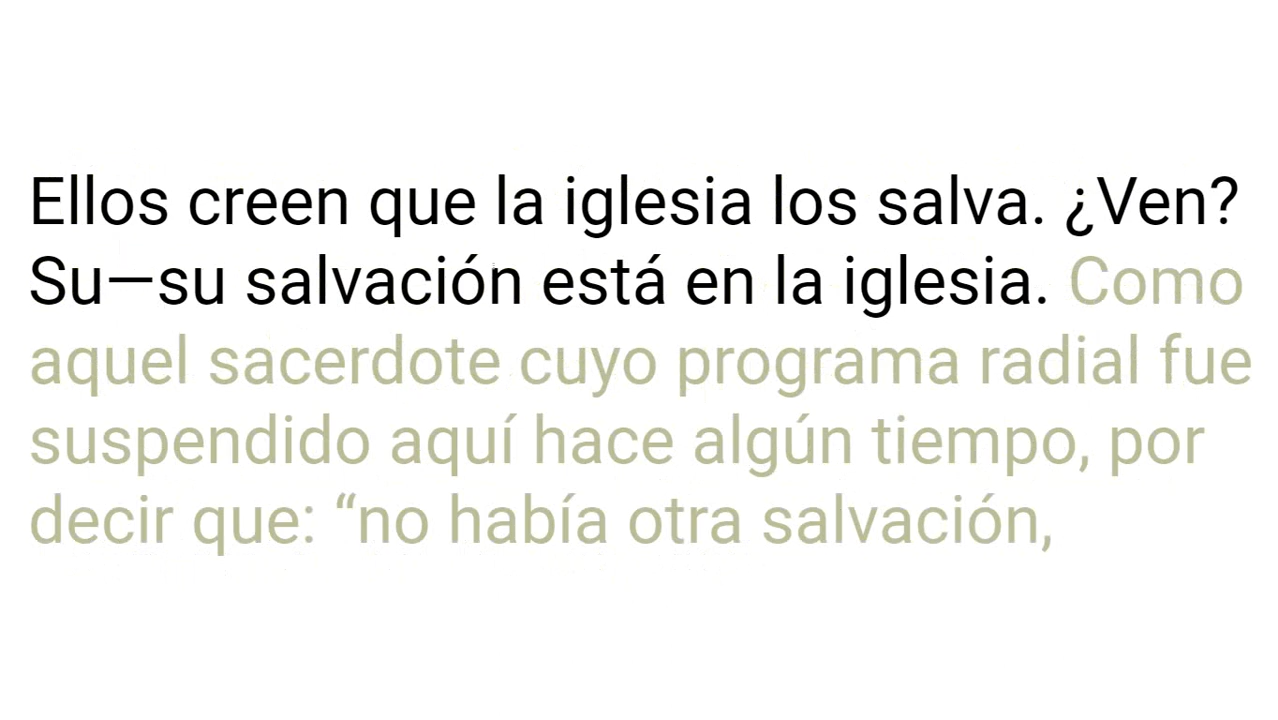 Ellos creen que la iglesia los salva. ¿Ven?
Su—su salvación está en la iglesia. Como
aquel sacerdote cuyo programa radial fue
suspendido aquí hace algún tiempo, por
decir que: “no había otra salvación,